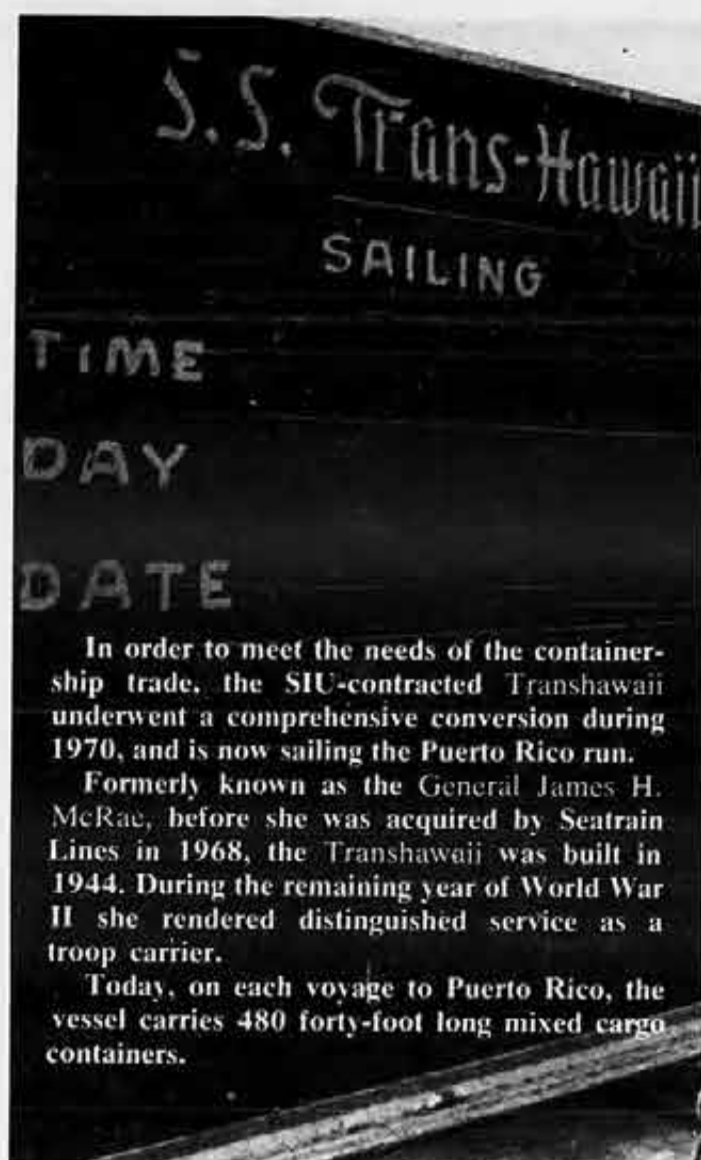 S.S. Trans-Hawaii
SAILING
TIME
DAY
DATE
In order to meet the needs of the container-
ship trade, the SIU-contracted Transhawaii
underwent a comprehensive conversion during
1970, and is now sailing the Puerto Rico run.
Formerly known as the General James H.
McRae, before she was acquired by Seatrain
Lines in 1968, the Transhawaii was built in
1944. During the remaining year of World War
II she rendered distinguished service as a
troop carrier.
Today, on each voyage to Puerto Rico, the
vessel carries 480 forty-foot long mixed cargo
containers.